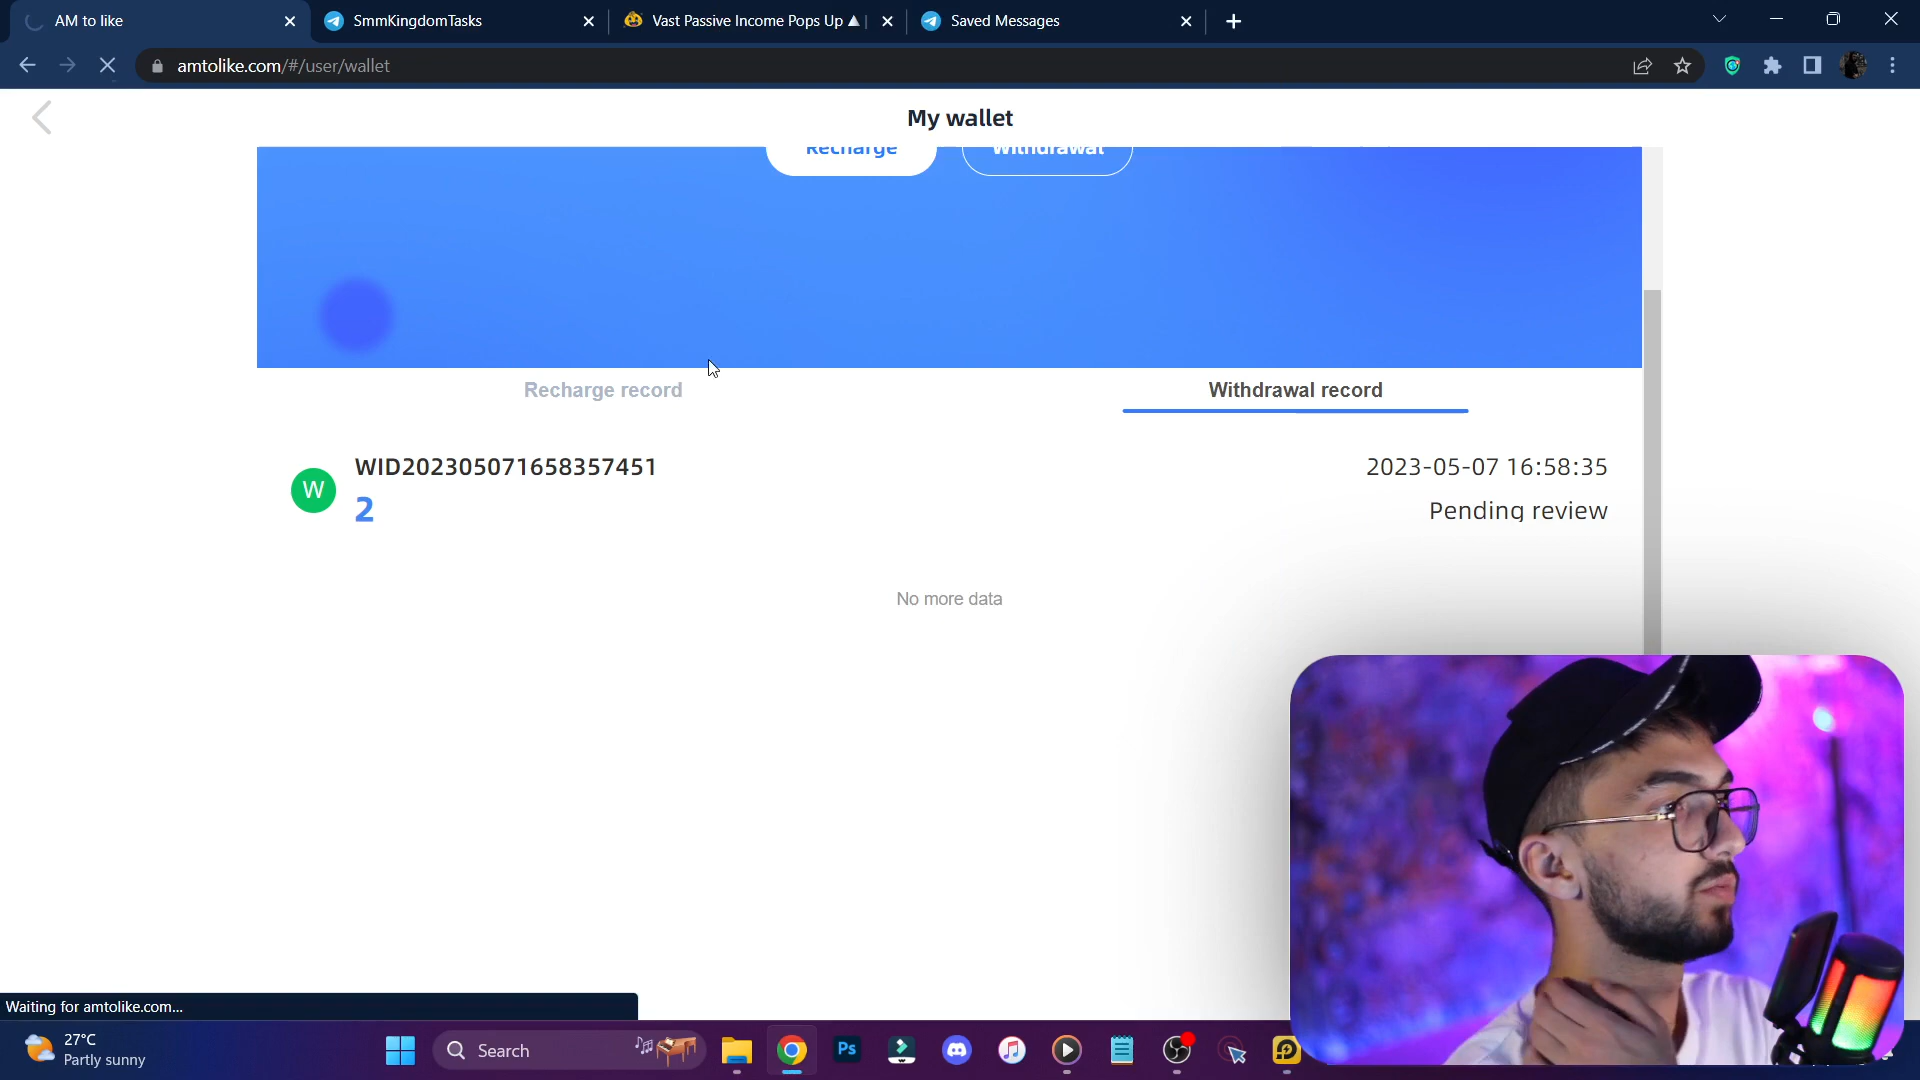 AM to like
SmmKingdomTasks
Vast Passive Income Pops Up
Saved Messages
amtolike.com/#/user/wallet
My wallet
Recharge
Withdrawal
Recharge record
Withdrawal record
W
WID202305071658357451
2023-05-07 16:58:35
2
Pending review
No more data
Waiting for amtolike.com...
27°C
Partly sunny
Search
Ps